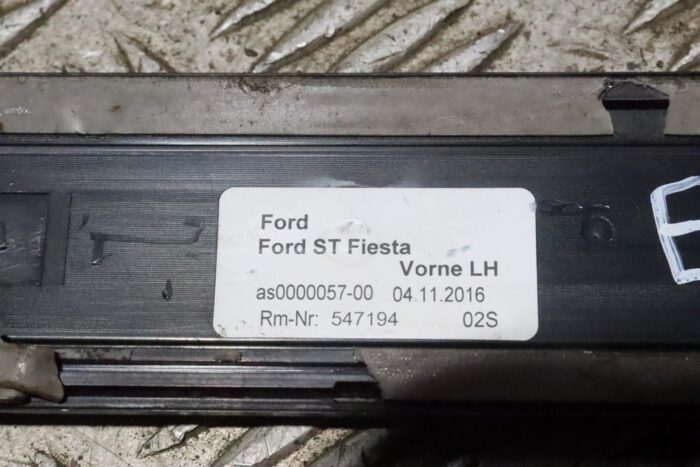 Ford
Ford ST Fiesta
Vorne LH
as0000057-00 04.11.2016
Rm-Nr: 547194 02S
E